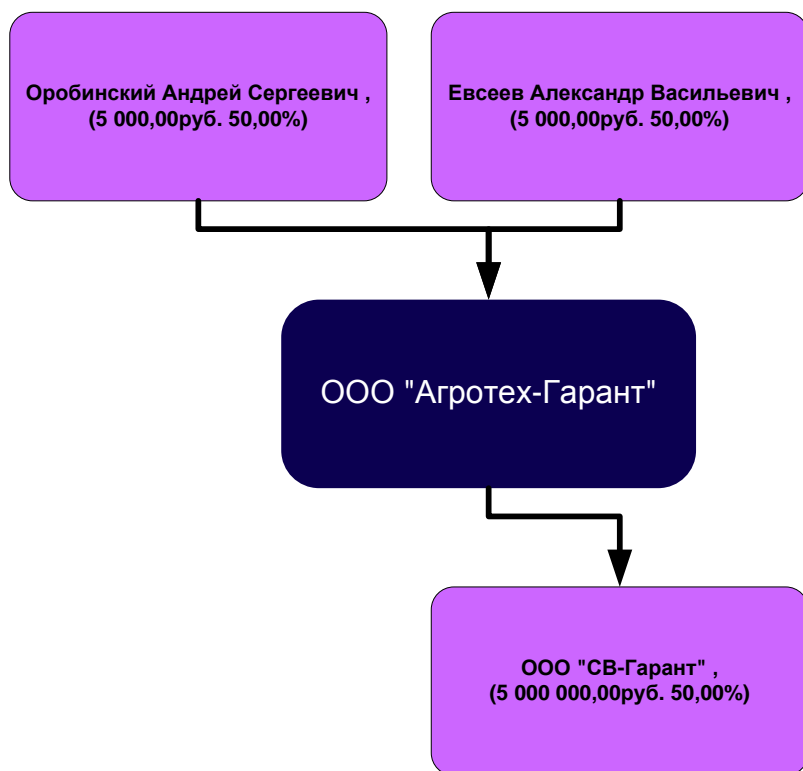 Оробинский Андрей Сергеевич ,
(5 000,00руб. 50,00%)
Евсеев Александр Васильевич ,
(5 000,00руб. 50,00%)
ООО "Агротех-Гарант"
ООО "СВ-Гарант" ,
(5 000 000,00руб. 50,00%)